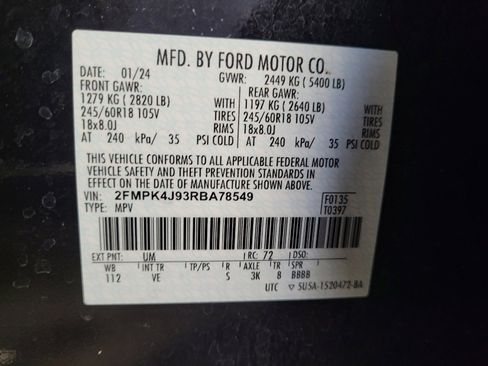 MFD. BY FORD MOTOR CO.
DATE: 01/24 GVWR: 2449 KG ( 5400 LB)
FRONT GAWR: REAR GAWR:
1279 KG ( 2820 LB) WITH 1197 KG ( 2640 LB) WITH
245/60R18 105V TIRES 245/60R18 105V TIRES
18x8.0J RIMS 18x8.0J RIMS
AT 240 kPa/ 35 PSI COLD AT 240 kPa/ 35 PSI COLD
THIS VEHICLE CONFORMS TO ALL APPLICABLE FEDERAL MOTOR
VEHICLE SAFETY AND THEFT PREVENTION STANDARDS IN EFFECT
ON THE DATE OF MANUFACTURE SHOWN ABOVE.
VIN: 2FMPK4J93RBA78549 F0135
TYPE: MPV T0397
EXT PNT: UM RC: 72 DSO:
WB INT TR TP/PS R AXLE TR SPR
112 VE S 3K 8 BBBB
UTC ▽ 5U5A-1520472-BA